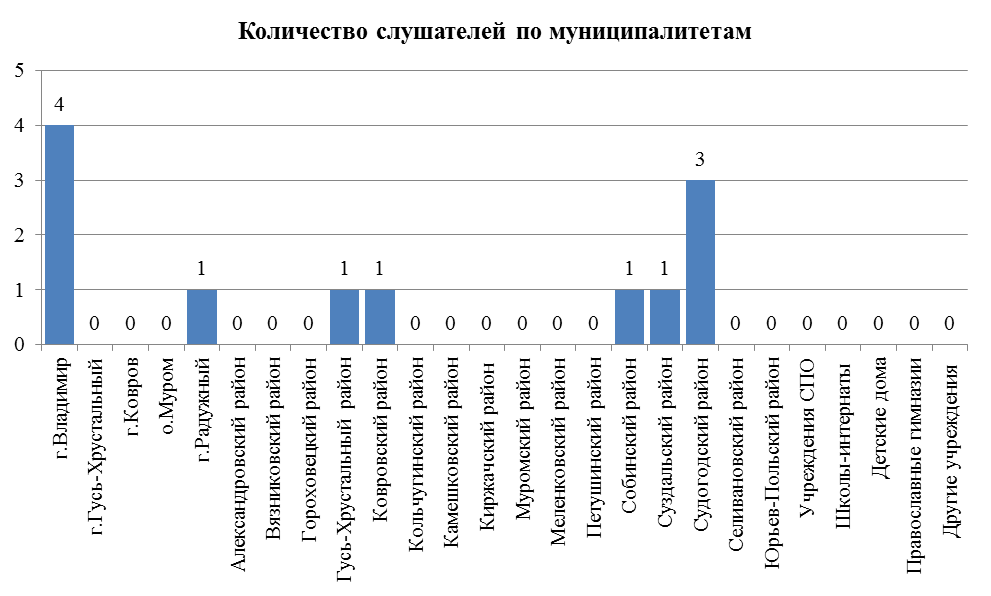 Количество слушателей по муниципалитетам
5
4
3
2
1
0
4
0
0
0
1
0
0
0
1
1
0
0
0
0
0
0
1
1
3
0
0
0
0
0
0
0
г.Владимир
г.Гусь-Хрустальный
г.Ковров
о.Муром
г.Радужный
Александровский район
Вязниковский район
Гороховецкий район
Гусь-Хрустальный район
Ковровский район
Кольчугинский район
Камешковский район
Киржачский район
Муромский район
Меленковский район
Петушинский район
Собинский район
Суздальский район
Судогодский район
Селивановский район
Юрьев-Польский район
Учреждения СПО
Школы-интернаты
Детские дома
Православные гимназии
Другие учреждения